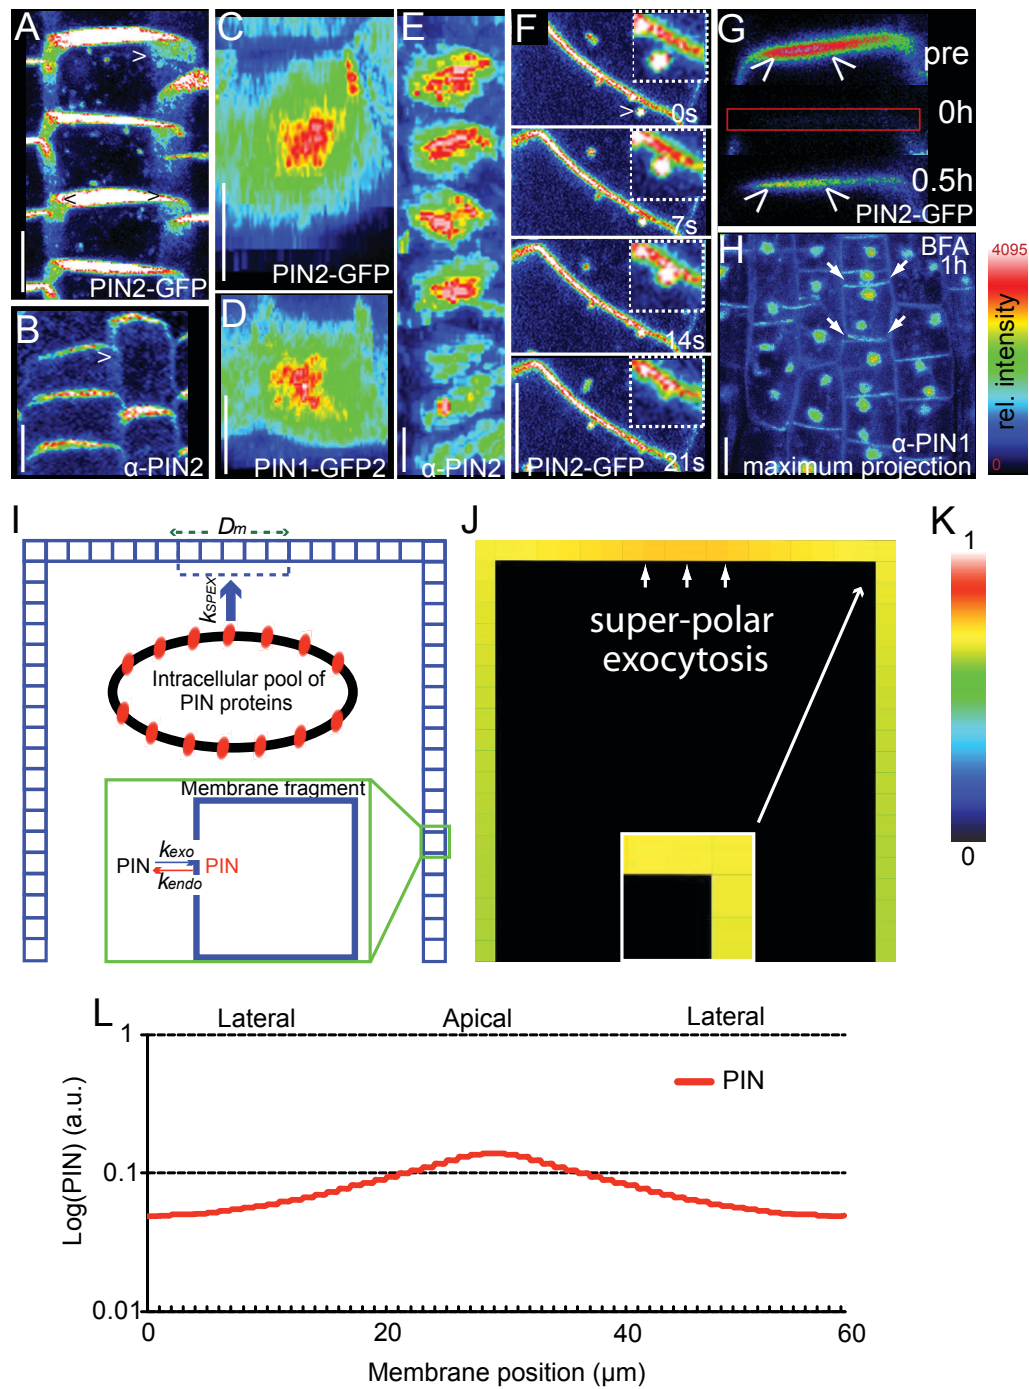 A
PIN2-GFP
B
α-PIN2
C
PIN2-GFP
D
PIN1-GFP2
E
α-PIN2
F
0s
7s
14s
PIN2-GFP
21s
G
pre
0h
0.5h
PIN2-GFP
H
BFA
1h
α-PIN1
maximum projection
4095
rel. intensity
0
I
Dm
kSPEX
Intracellular pool of
PIN proteins
Membrane fragment
kexo
PIN
PIN
kendo
J
super-polar
exocytosis
K
1
0
L
Lateral
Apical
Lateral
PIN
Log(PIN) (a.u.)
1
0.1
0.01
0
20
40
60
Membrane position (µm)